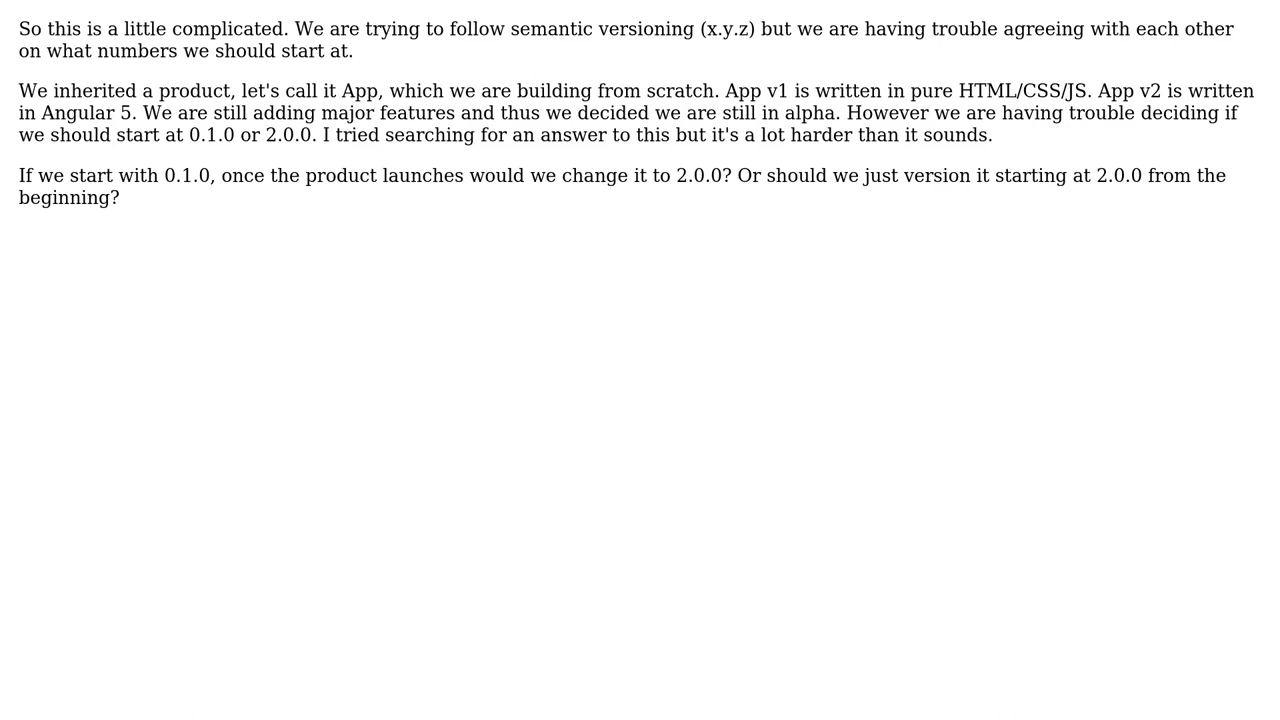 So this is a little complicated. We are trying to follow semantic versioning (x.y.z) but we are having trouble agreeing with each other
on what numbers we should start at.
We inherited a product, let's call it App, which we are building from scratch. App v1 is written in pure HTML/CSS/JS. App v2 is written
in Angular 5. We are still adding major features and thus we decided we are still in alpha. However we are having trouble deciding if
we should start at 0.1.0 or 2.0.0. I tried searching for an answer to this but it's a lot harder than it sounds.
If we start with 0.1.0, once the product launches would we change it to 2.0.0? Or should we just version it starting at 2.0.0 from the
beginning?